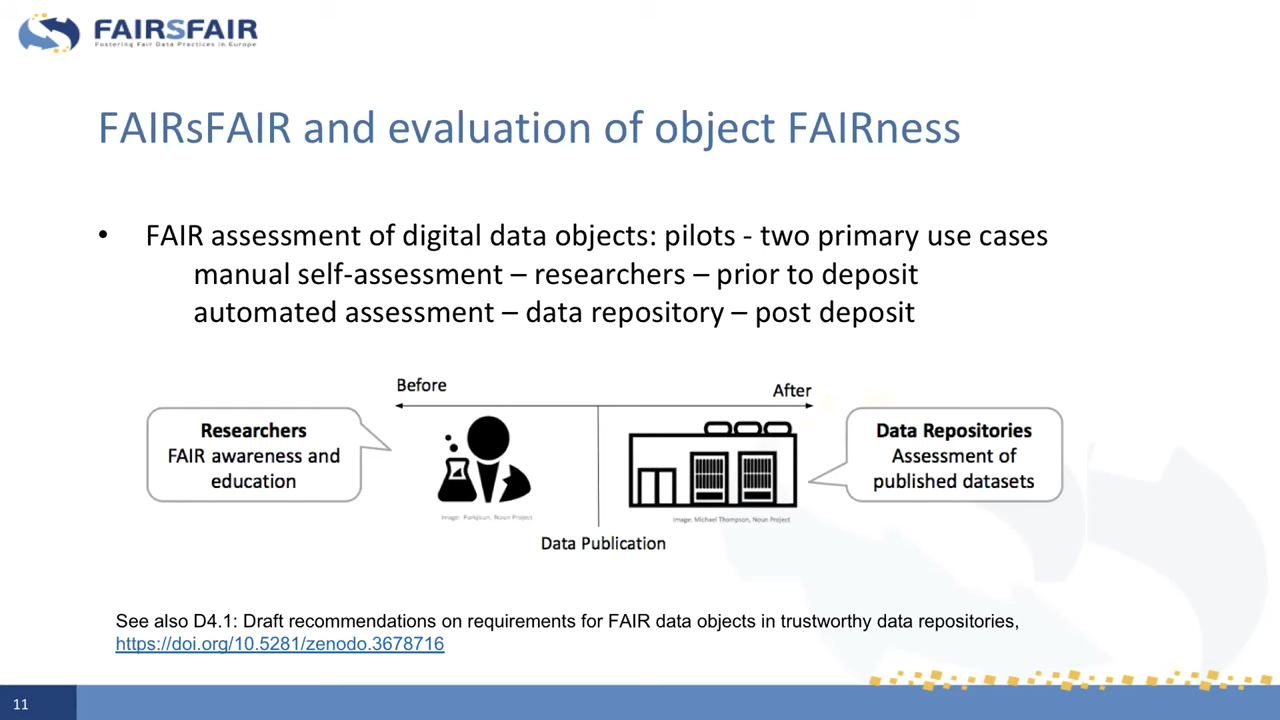 FAIRSFAIR
Fostering Fair Data Practices in Europe
FAIRsFAIR and evaluation of object FAIRness
• FAIR assessment of digital data objects: pilots - two primary use cases
manual self-assessment – researchers – prior to deposit
automated assessment – data repository – post deposit
Before
After
Researchers
FAIR awareness and
education
Data Repositories
Assessment of
published datasets
Image: Parkjisun, Noun Project
Image: Michael Thompson, Noun Project
Data Publication
See also D4.1: Draft recommendations on requirements for FAIR data objects in trustworthy data repositories,
https://doi.org/10.5281/zenodo.3678716
11